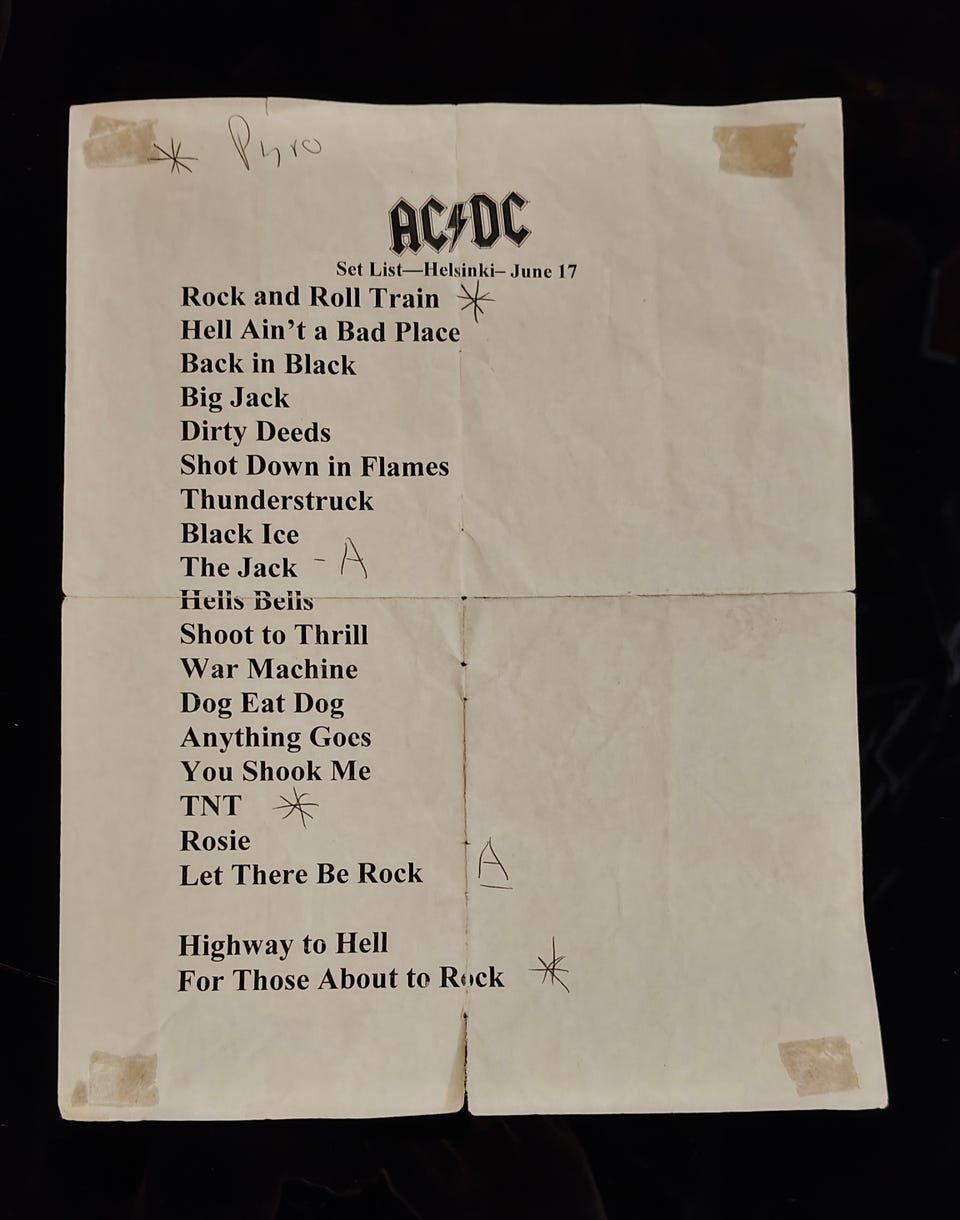 * Pyro
AC⚡DC
Set List—Helsinki– June 17
Rock and Roll Train *
Hell Ain't a Bad Place
Back in Black
Big Jack
Dirty Deeds
Shot Down in Flames
Thunderstruck
Black Ice
The Jack - A
Hells Bells
Shoot to Thrill
War Machine
Dog Eat Dog
Anything Goes
You Shook Me
TNT *
Rosie
Let There Be Rock A
Highway to Hell
For Those About to Rock *